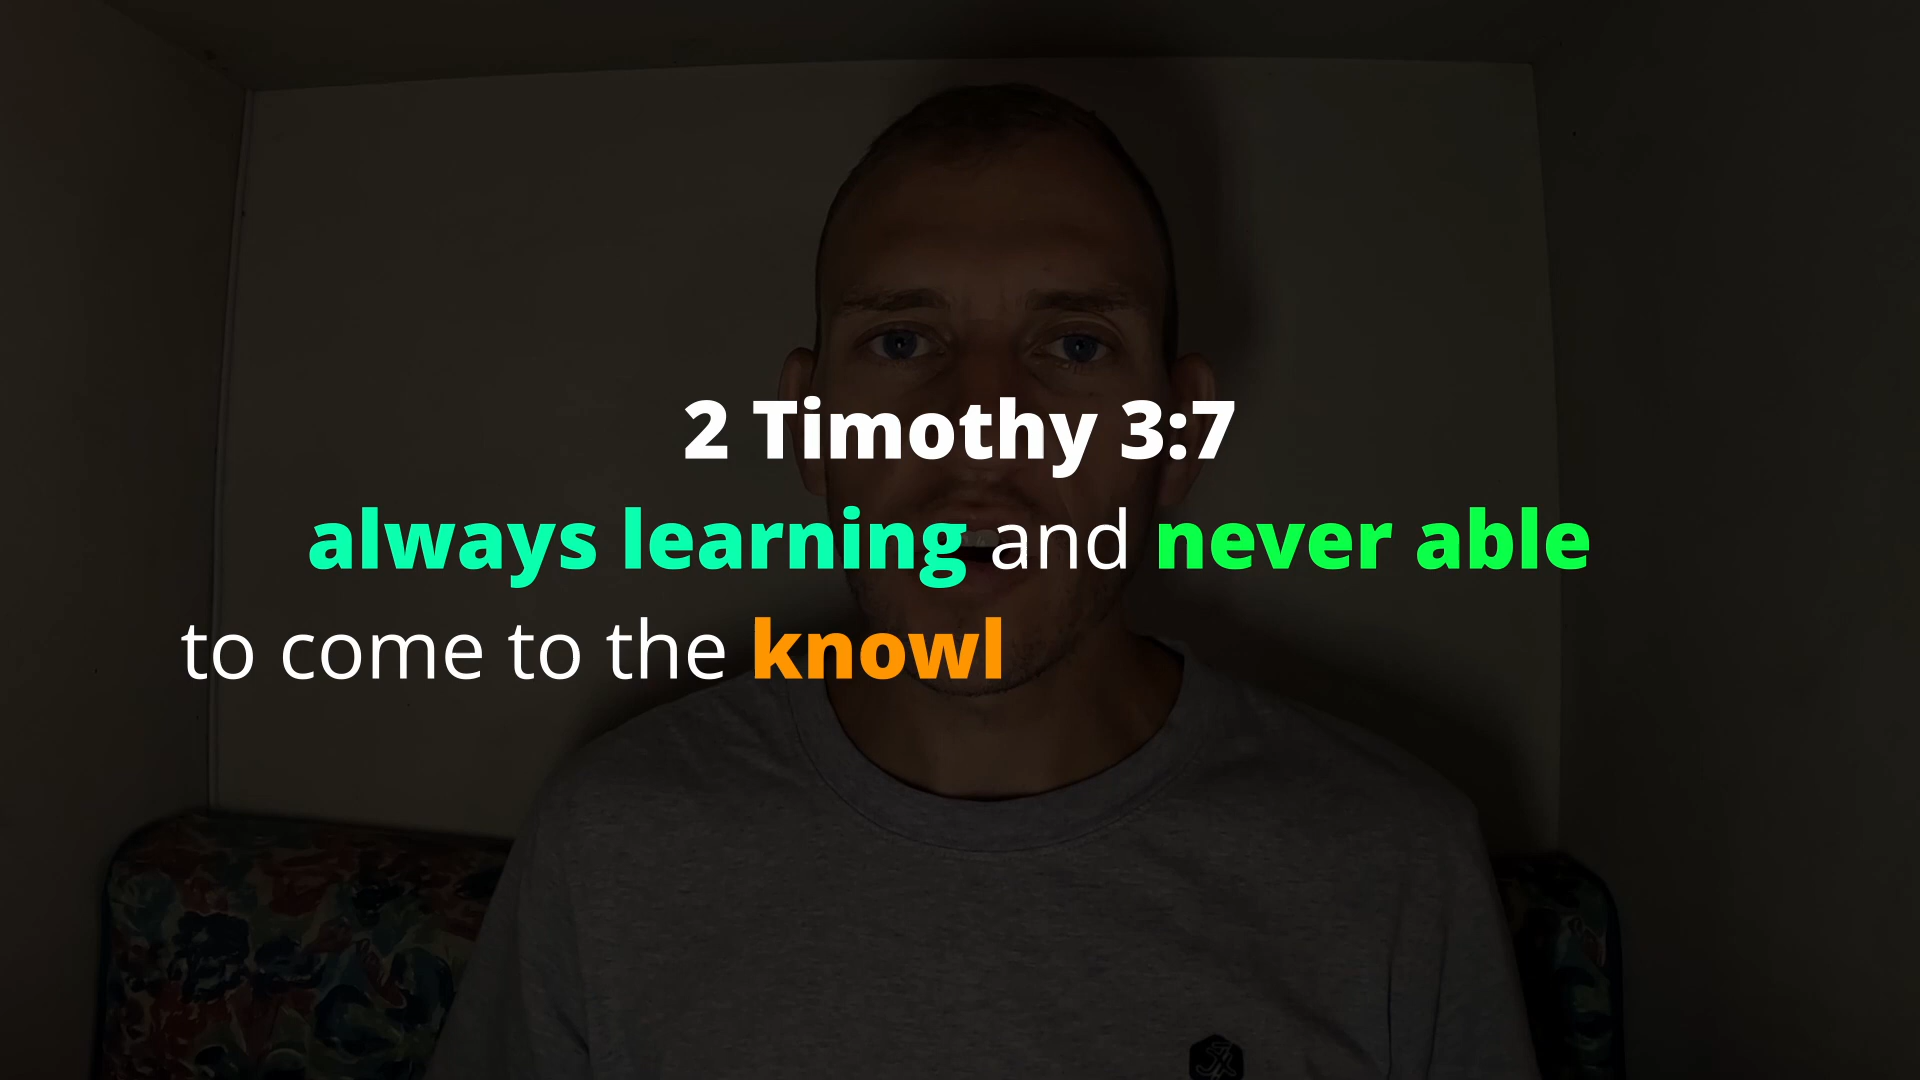 2 Timothy 3:7
always learning and never able
to come to the knowl